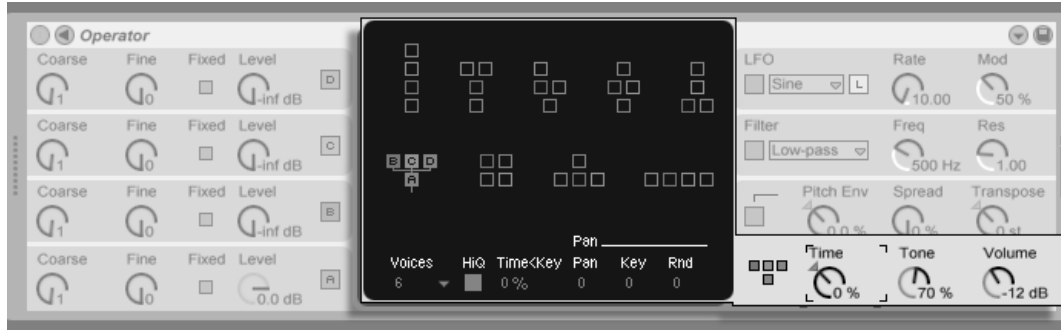 Operator
Coarse Fine Fixed Level
1 0 -inf dB D
Coarse Fine Fixed Level
1 0 -inf dB C
Coarse Fine Fixed Level
1 0 -inf dB B
Coarse Fine Fixed Level
1 0 0.0 dB A
B C D
A
Pan
Voices HiQ Time<Key Pan Key Rnd
6 0 % 0 0 0
LFO Rate Mod
Sine L 10.00 50 %
Filter Freq Res
Low-pass 500 Hz 1.00
Pitch Env Spread Transpose
0.0 % 0 % 0 st
Time Tone Volume
0 % 70 % -12 dB